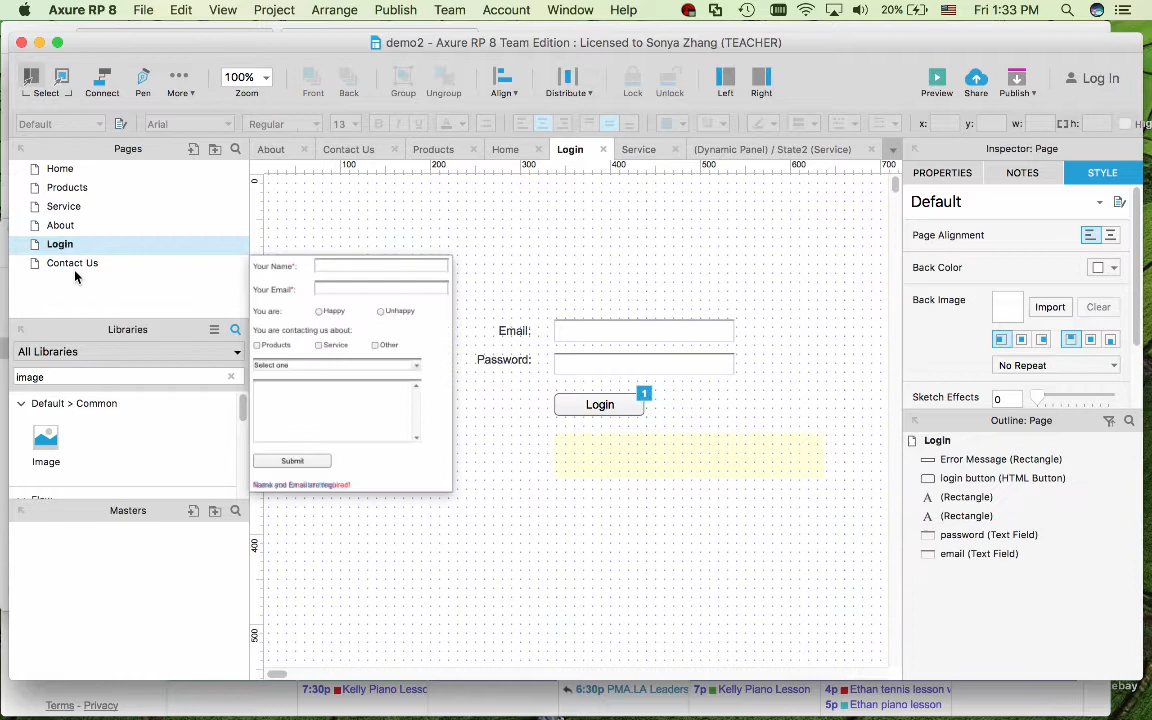 Axure RP 8 File Edit View Project Arrange Publish Team Account Window Help 20% Fri 1:33 PM
demo2 - Axure RP 8 Team Edition : Licensed to Sonya Zhang (TEACHER)
Select Connect Pen More 100% Zoom Front Back Group Ungroup Align Distribute Lock Unlock Left Right Preview Share Publish Log In
Default Arial Regular 13 B I U x: y: w: h:
Pages
Home
Products
Service
About
Login
Contact Us
Libraries
All Libraries
image
Default > Common
Image
Masters
About Contact Us Products Home Login Service (Dynamic Panel) / State2 (Service)
100 200 300 400 500 600 700
0
400
500
Your Name*:
Your Email*:
You are: Happy Unhappy
You are contacting us about:
Products Service Other
Select one
Submit
Name and Email are required!
Email:
Password:
Login
1
Inspector: Page
PROPERTIES NOTES STYLE
Default
Page Alignment
Back Color
Back Image Import Clear
No Repeat
Sketch Effects 0
Outline: Page
Login
Error Message (Rectangle)
login button (HTML Button)
A (Rectangle)
A (Rectangle)
password (Text Field)
email (Text Field)
7:30p Kelly Piano Lesso 6:30p PMA.LA Leaders 7p Kelly Piano Lesson 4p Ethan tennis lesson
5p Ethan piano lesson
Terms - Privacy
ebay